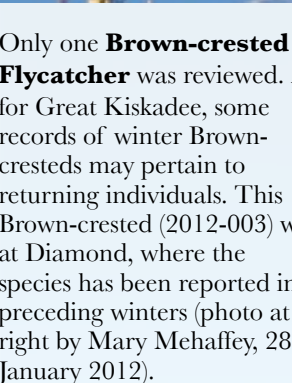 Only one Brown-crested
Flycatcher was reviewed.
for Great Kiskadee, some
records of winter Brown-
cresteds may pertain to
returning individuals. This
Brown-crested (2012-003)
at Diamond, where the
species has been reported in
preceding winters (photo at
right by Mary Mehaffey, 28
January 2012).